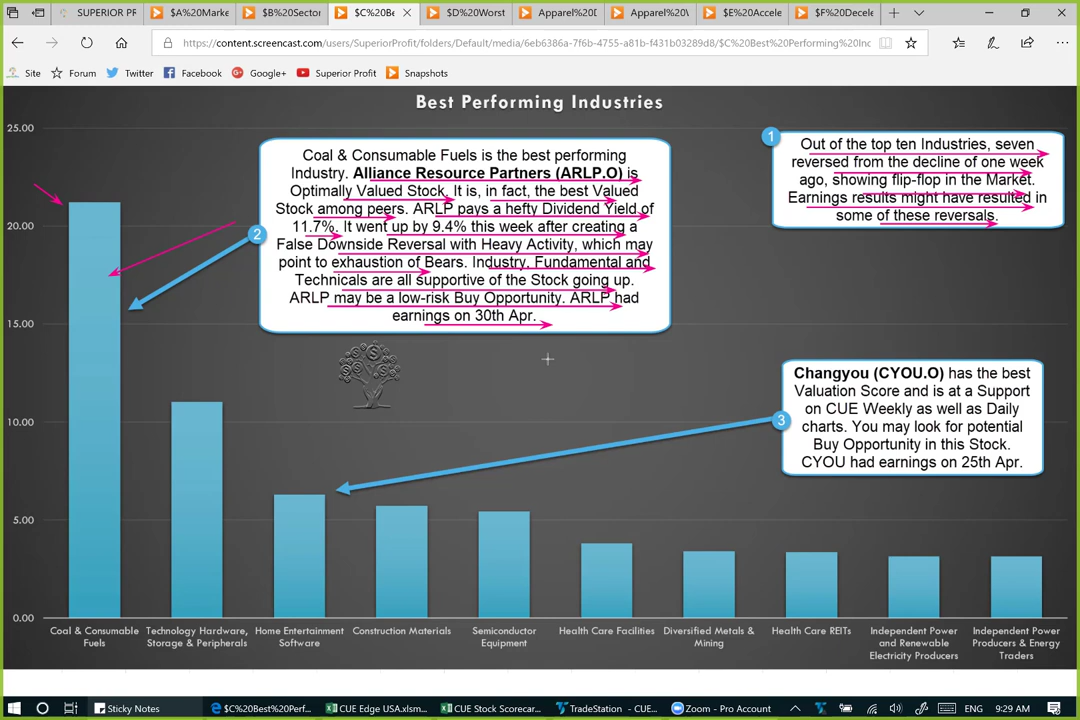 SUPERIOR PF
$A%20Marke
$B%20Sector
$C%20Be
$D%20Worst
Apparel%20D
Apparel%20\
$E%20Accele
$F%20Decele
https://content.screencast.com/users/SuperiorProfit/folders/Default/media/6eb6386a-7f6b-4755-a81b-f431b03289d8/$C%20Best%20Performing%20Inc
Site
Forum
Twitter
Facebook
Google+
Superior Profit
Snapshots
Best Performing Industries
25.00
20.00
15.00
10.00
5.00
0.00
1
Out of the top ten Industries, seven
reversed from the decline of one week
ago, showing flip-flop in the Market.
Earnings results might have resulted in
some of these reversals.
2
Coal & Consumable Fuels is the best performing
Industry. Alliance Resource Partners (ARLP.O) is
Optimally Valued Stock. It is, in fact, the best Valued
Stock among peers. ARLP pays a hefty Dividend Yield of
11.7%. It went up by 9.4% this week after creating a
False Downside Reversal with Heavy Activity, which may
point to exhaustion of Bears. Industry, Fundamental and
Technicals are all supportive of the Stock going up.
ARLP may be a low-risk Buy Opportunity. ARLP had
earnings on 30th Apr.
3
Changyou (CYOU.O) has the best
Valuation Score and is at a Support
on CUE Weekly as well as Daily
charts. You may look for potential
Buy Opportunity in this Stock.
CYOU had earnings on 25th Apr.
Coal & Consumable
Fuels
Technology Hardware,
Storage & Peripherals
Home Entertainment
Software
Construction Materials
Semiconductor
Equipment
Health Care Facilities
Diversified Metals &
Mining
Health Care REITs
Independent Power
and Renewable
Electricity Producers
Independent Power
Producers & Energy
Traders
Sticky Notes
$C%20Best%20Perf...
CUE Edge USA.xlsm...
CUE Stock Scorecar...
TradeStation - CUE...
Zoom - Pro Account
ENG
9:29 AM